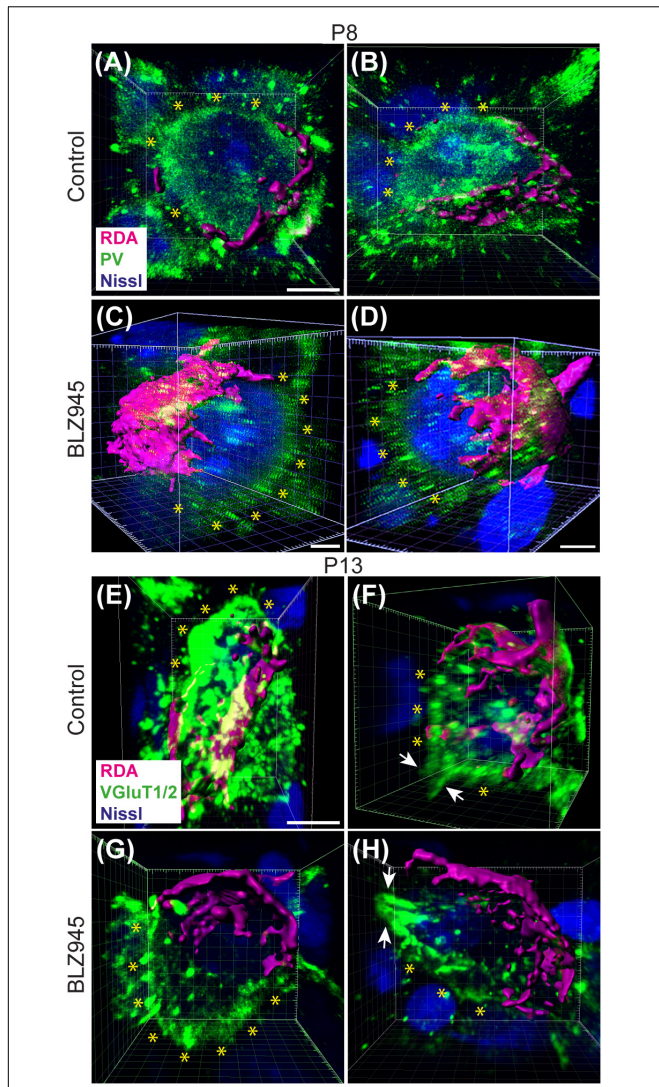 P8
(A)
(B)
Control
RDA
PV
Nissl
(C)
(D)
BLZ945
P13
(E)
(F)
Control
RDA
VGluT1/2
Nissl
(G)
(H)
BLZ945